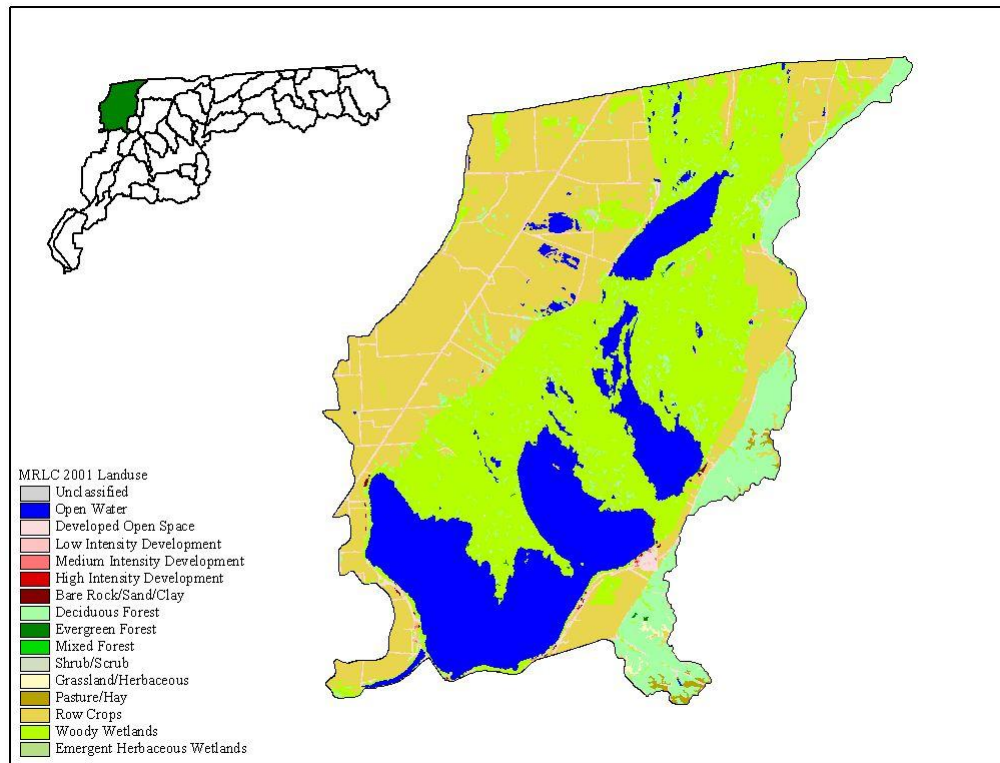 MRLC 2001 Landuse
Unclassified
Open Water
Developed Open Space
Low Intensity Development
Medium Intensity Development
High Intensity Development
Bare Rock/Sand/Clay
Deciduous Forest
Evergreen Forest
Mixed Forest
Shrub/Scrub
Grassland/Herbaceous
Pasture/Hay
Row Crops
Woody Wetlands
Emergent Herbaceous Wetlands